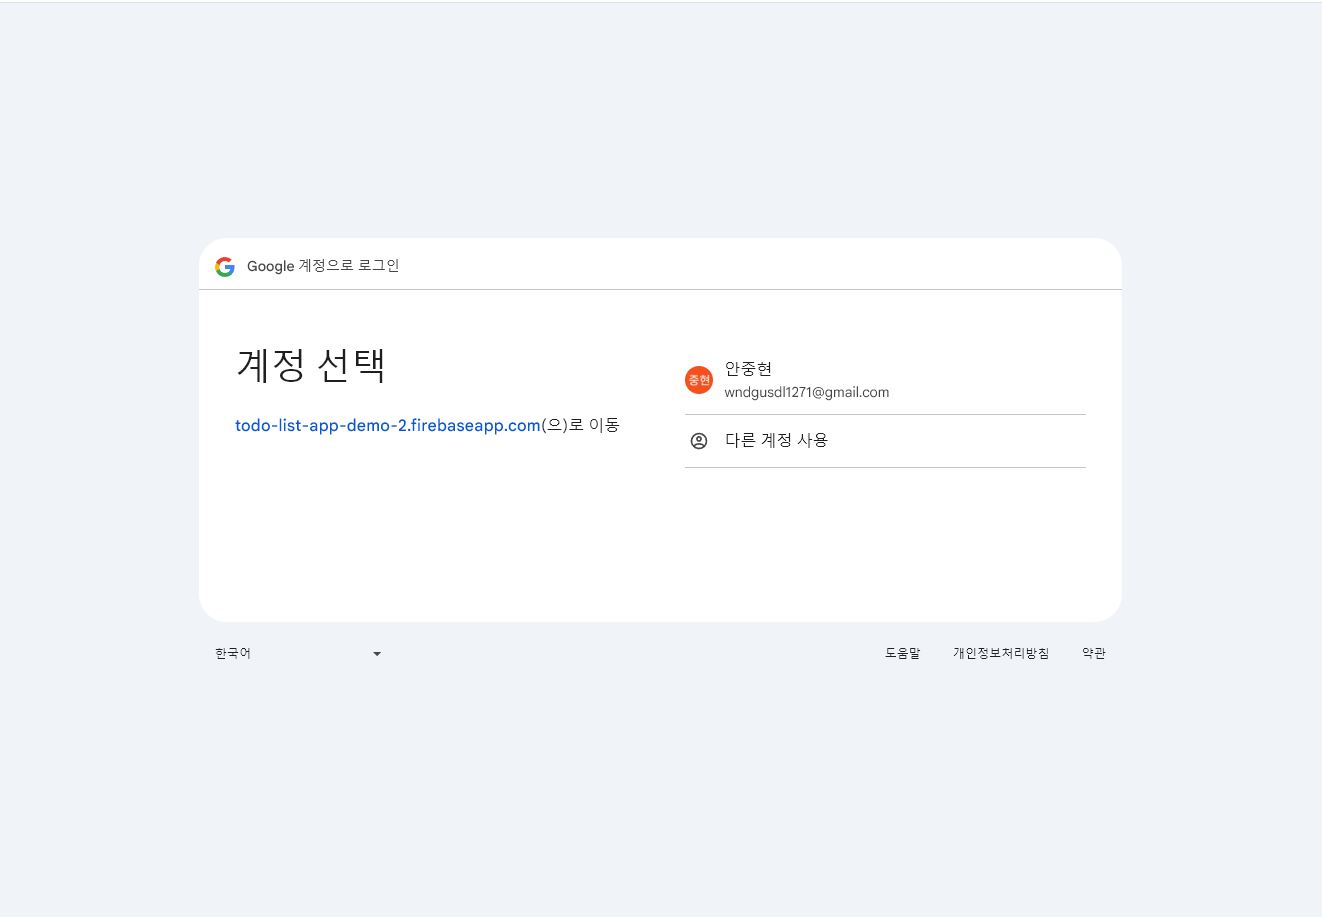 Google 계정으로 로그인
계정 선택
todo-list-app-demo-2.firebaseapp.com(으)로 이동
중현
안중현
wndgusdl1271@gmail.com
다른 계정 사용
한국어
도움말
개인정보처리방침
약관